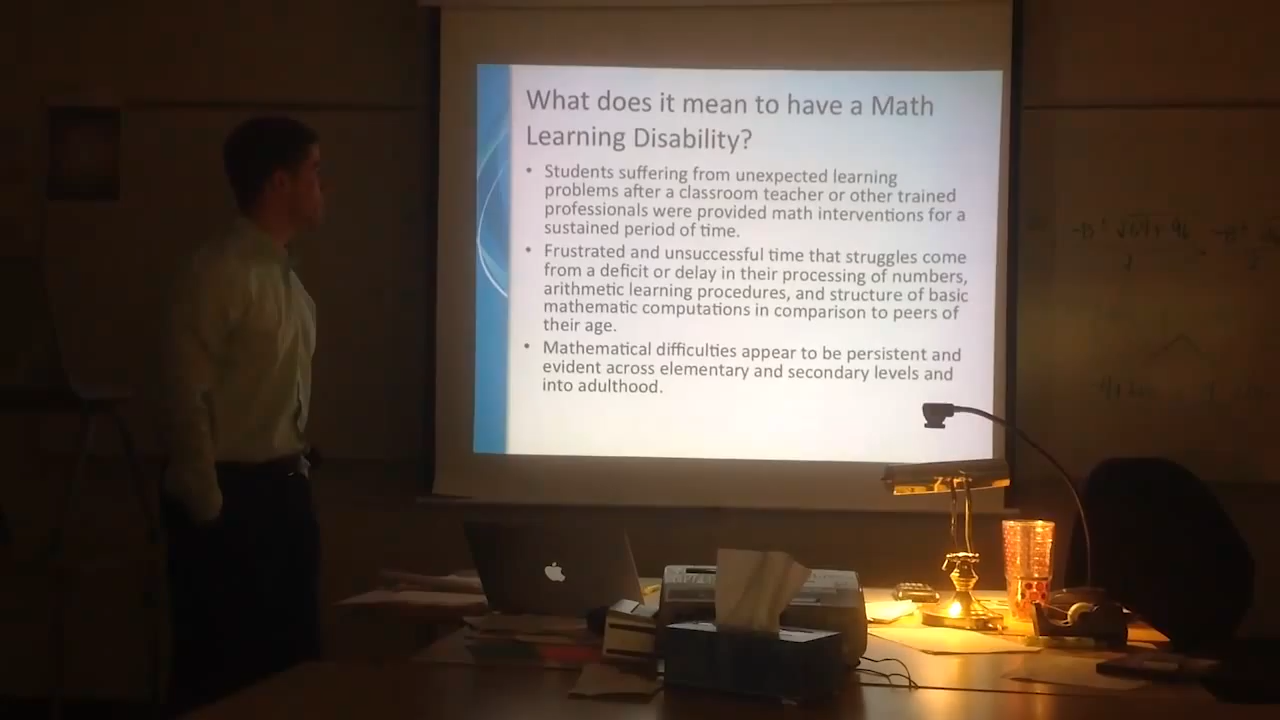 What does it mean to have a Math
Learning Disability?
• Students suffering from unexpected learning
problems after a classroom teacher or other trained
professionals were provided math interventions for a
sustained period of time.
• Frustrated and unsuccessful time that struggles come
from a deficit or delay in their processing of numbers,
arithmetic learning procedures, and structure of basic
mathematic computations in comparison to peers of
their age.
• Mathematical difficulties appear to be persistent and
evident across elementary and secondary levels and
into adulthood.